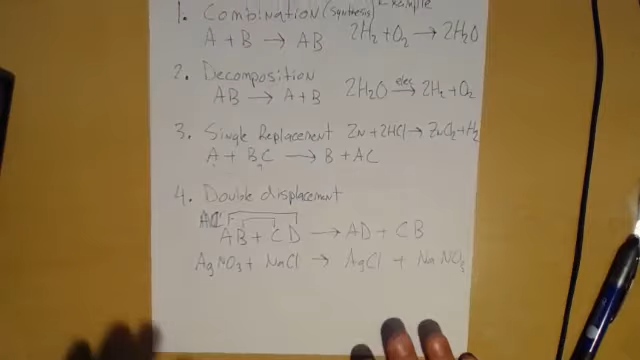 1. Combination (synthesis) Example
A + B → AB 2H₂ + O₂ → 2H₂O
2. Decomposition
AB → A + B 2H₂O elec→ 2H₂ + O₂
3. Single Replacement Zn + 2HCl → ZnCl₂ + H₂
A + BC → B + AC
4. Double displacement
AB + CD → AD + CB
AgNO₃ + NaCl → AgCl + NaNO₃